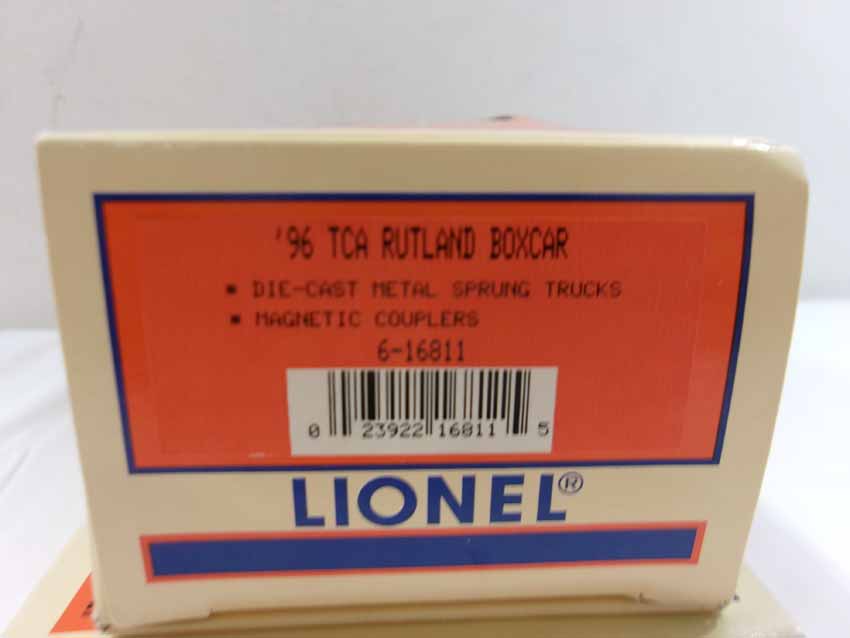 '96 TCA RUTLAND BOXCAR
▪ DIE-CAST METAL SPRUNG TRUCKS
▪ MAGNETIC COUPLERS
6-16811
0 23922 16811 5
LIONEL®